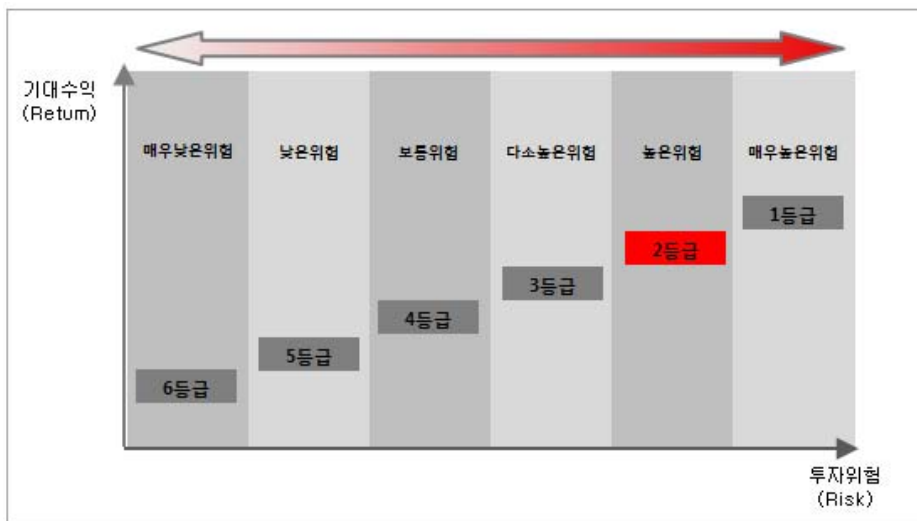 기대수익
(Return)
매우낮은위험
낮은위험
보통위험
다소높은위험
높은위험
매우높은위험
1등급
2등급
3등급
4등급
5등급
6등급
투자위험
(Risk)